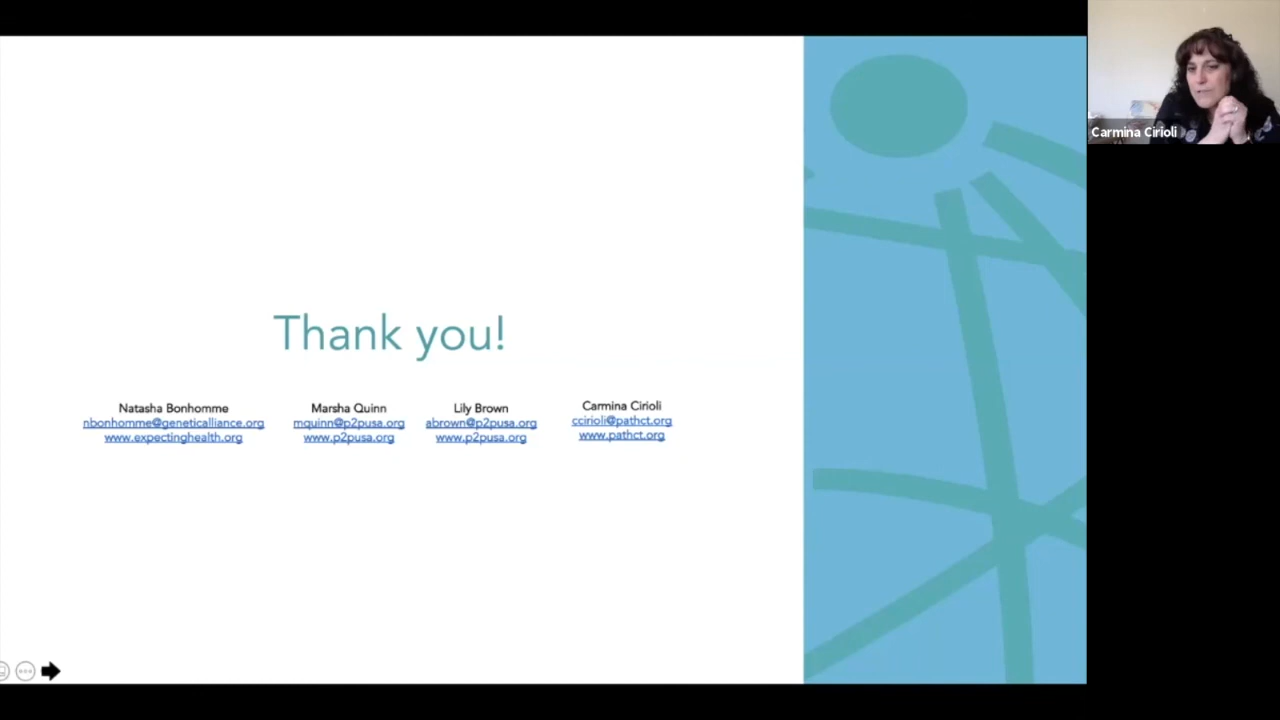 Carmina Cirioli
Thank you!
Natasha Bonhomme
nbonhomme@geneticalliance.org
www.expectinghealth.org
Marsha Quinn
mquinn@p2pusa.org
www.p2pusa.org
Lily Brown
abrown@p2pusa.org
www.p2pusa.org
Carmina Cirioli
ccirioli@pathct.org
www.pathct.org